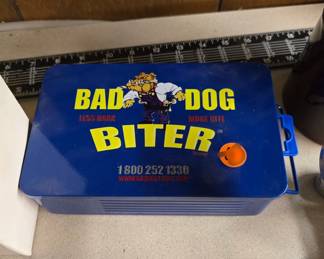 BAD DOG
LESS BARK MORE BITE
BITER
1 800 252 1330